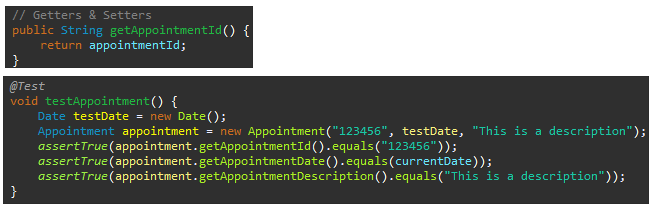 // Getters & Setters
public String getAppointmentId() {
    return appointmentId;
}
@Test
void testAppointment() {
    Date testDate = new Date();
    Appointment appointment = new Appointment("123456", testDate, "This is a description");
    assertTrue(appointment.getAppointmentId().equals("123456"));
    assertTrue(appointment.getAppointmentDate().equals(currentDate));
    assertTrue(appointment.getAppointmentDescription().equals("This is a description"));
}